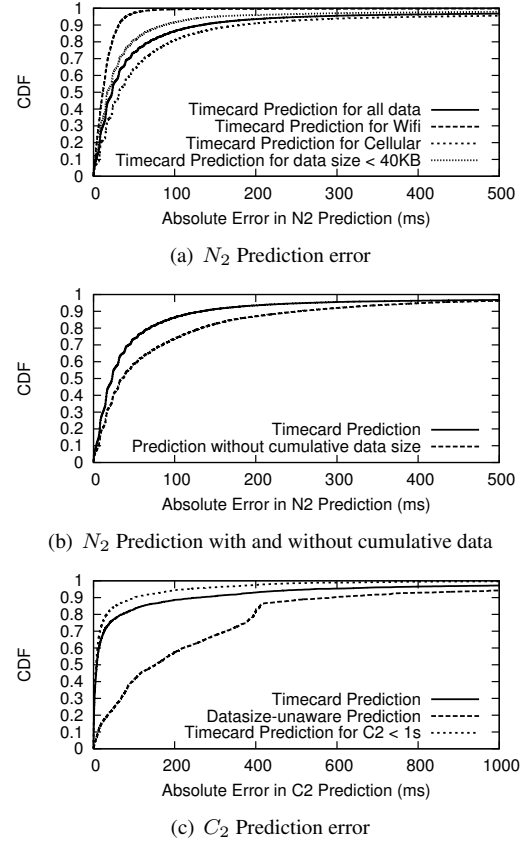 1
0.9
0.8
0.7
0.6
0.5
0.4
0.3
0.2
0.1
0
CDF
Timecard Prediction for all data
Timecard Prediction for Wifi
Timecard Prediction for Cellular
Timecard Prediction for data size < 40KB
0 100 200 300 400 500
Absolute Error in N2 Prediction (ms)
(a) N2 Prediction error
1
0.9
0.8
0.7
0.6
0.5
0.4
0.3
0.2
0.1
0
CDF
Timecard Prediction
Prediction without cumulative data size
0 100 200 300 400 500
Absolute Error in N2 Prediction (ms)
(b) N2 Prediction with and without cumulative data
1
0.9
0.8
0.7
0.6
0.5
0.4
0.3
0.2
0.1
0
CDF
Timecard Prediction
Datasize-unaware Prediction
Timecard Prediction for C2 < 1s
0 200 400 600 800 1000
Absolute Error in C2 Prediction (ms)
(c) C2 Prediction error